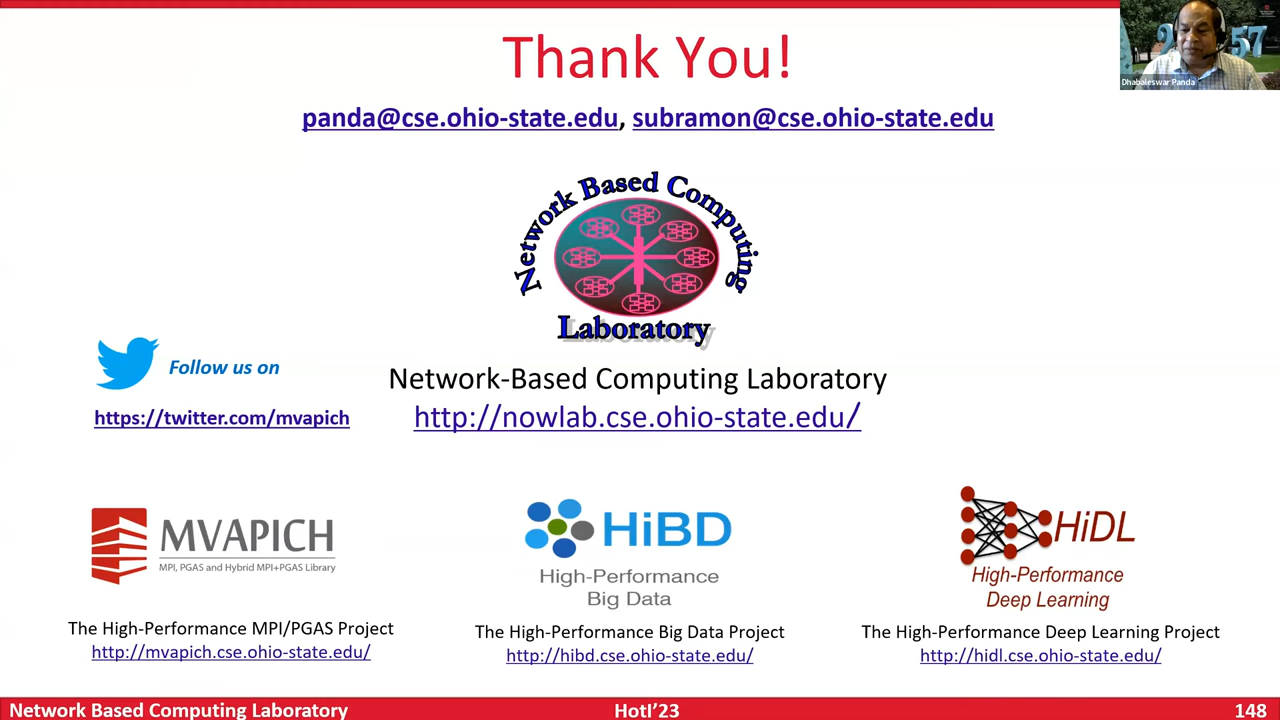 Thank You!
panda@cse.ohio-state.edu, subramon@cse.ohio-state.edu
Dhabaleswar Panda
57
Network Based Computing
Laboratory
Follow us on
https://twitter.com/mvapich
Network-Based Computing Laboratory
http://nowlab.cse.ohio-state.edu/
MVAPICH
MPI, PGAS and Hybrid MPI+PGAS Library
The High-Performance MPI/PGAS Project
http://mvapich.cse.ohio-state.edu/
HiBD
High-Performance
Big Data
The High-Performance Big Data Project
http://hibd.cse.ohio-state.edu/
HiDL
High-Performance
Deep Learning
The High-Performance Deep Learning Project
http://hidl.cse.ohio-state.edu/
Network Based Computing Laboratory
HotI’23
148